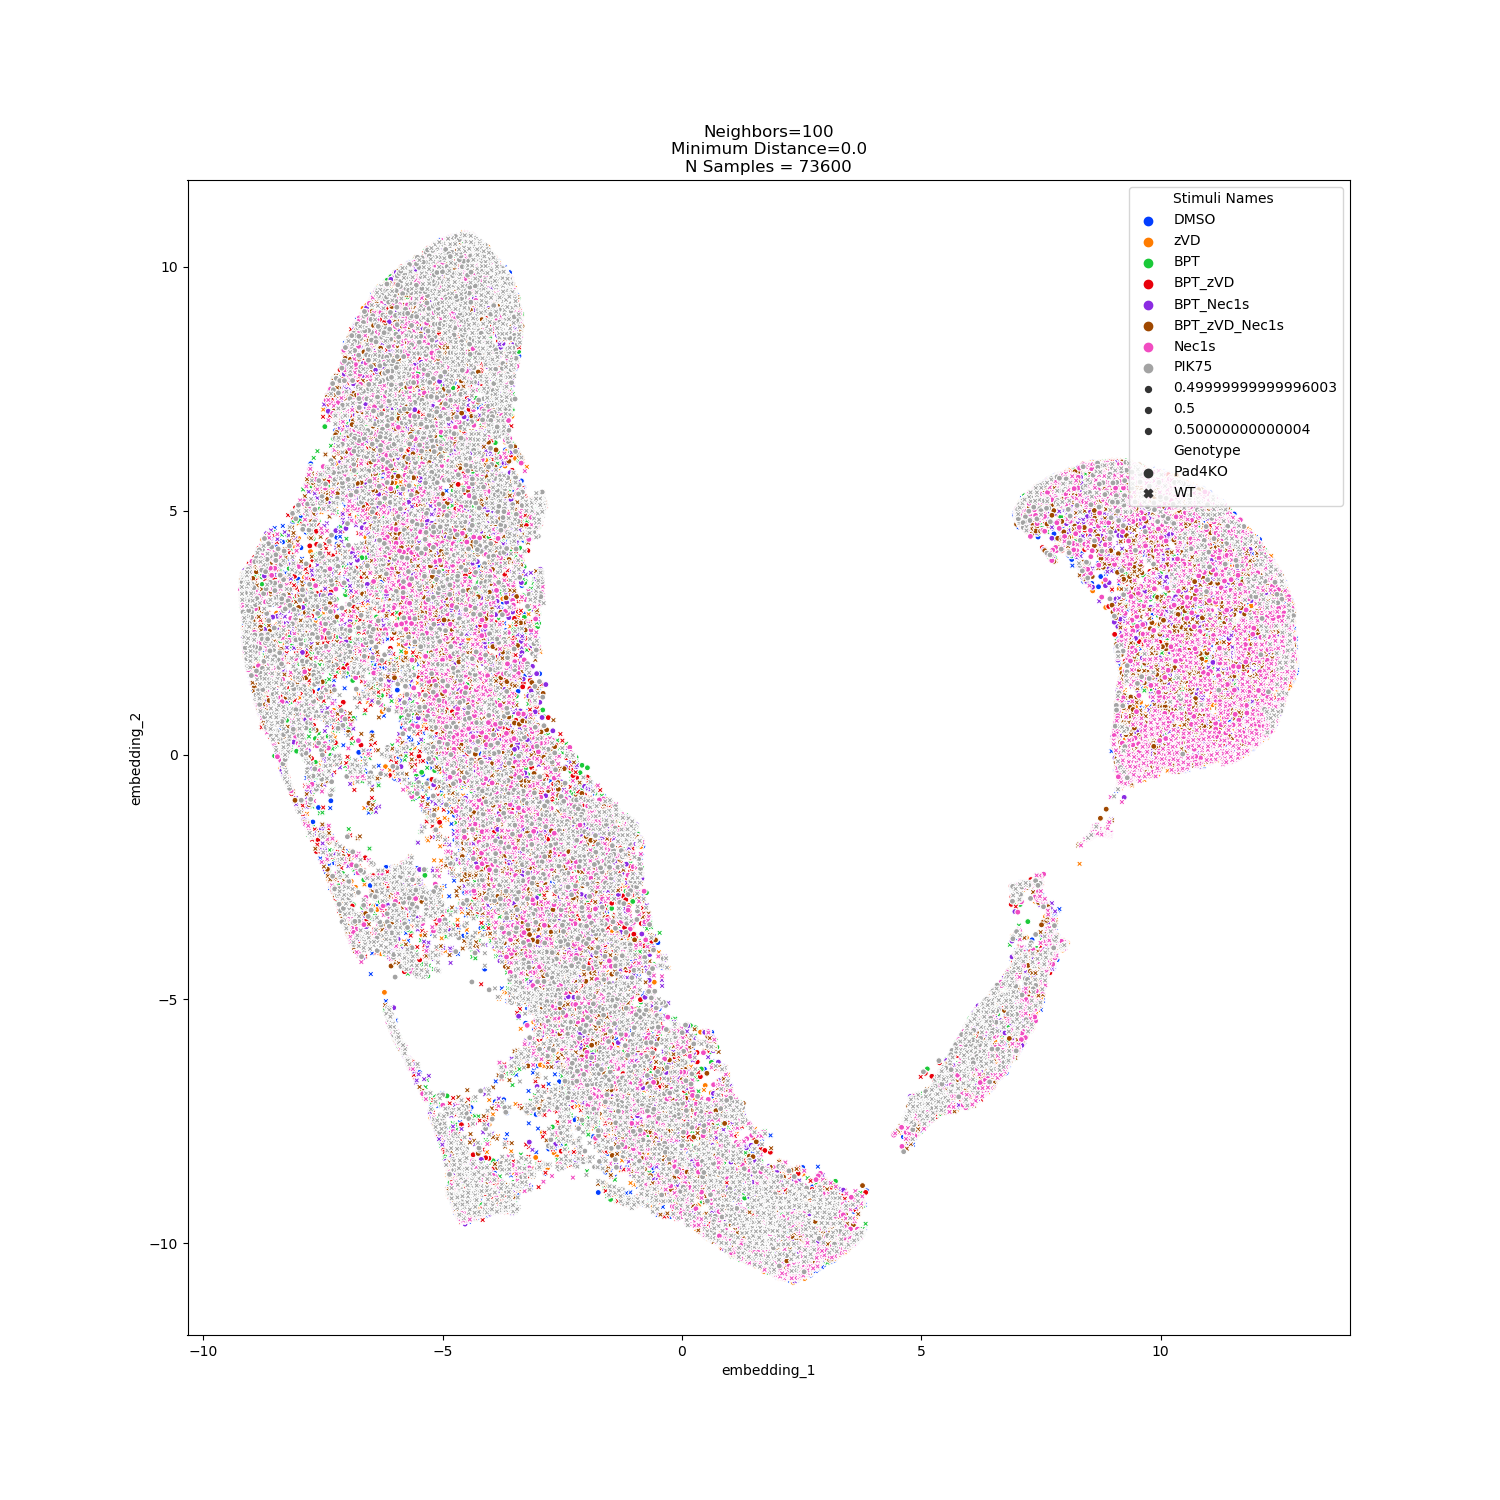 Neighbors=100
Minimum Distance=0.0
N Samples = 73600
Stimuli Names
DMSO
zVD
BPT
BPT_zVD
BPT_Nec1s
BPT_zVD_Nec1s
Nec1s
PIK75
0.49999999999996003
0.5
0.50000000000004
Genotype
Pad4KO
WT
10
5
0
−5
−10
embedding_2
−10
−5
0
5
10
embedding_1